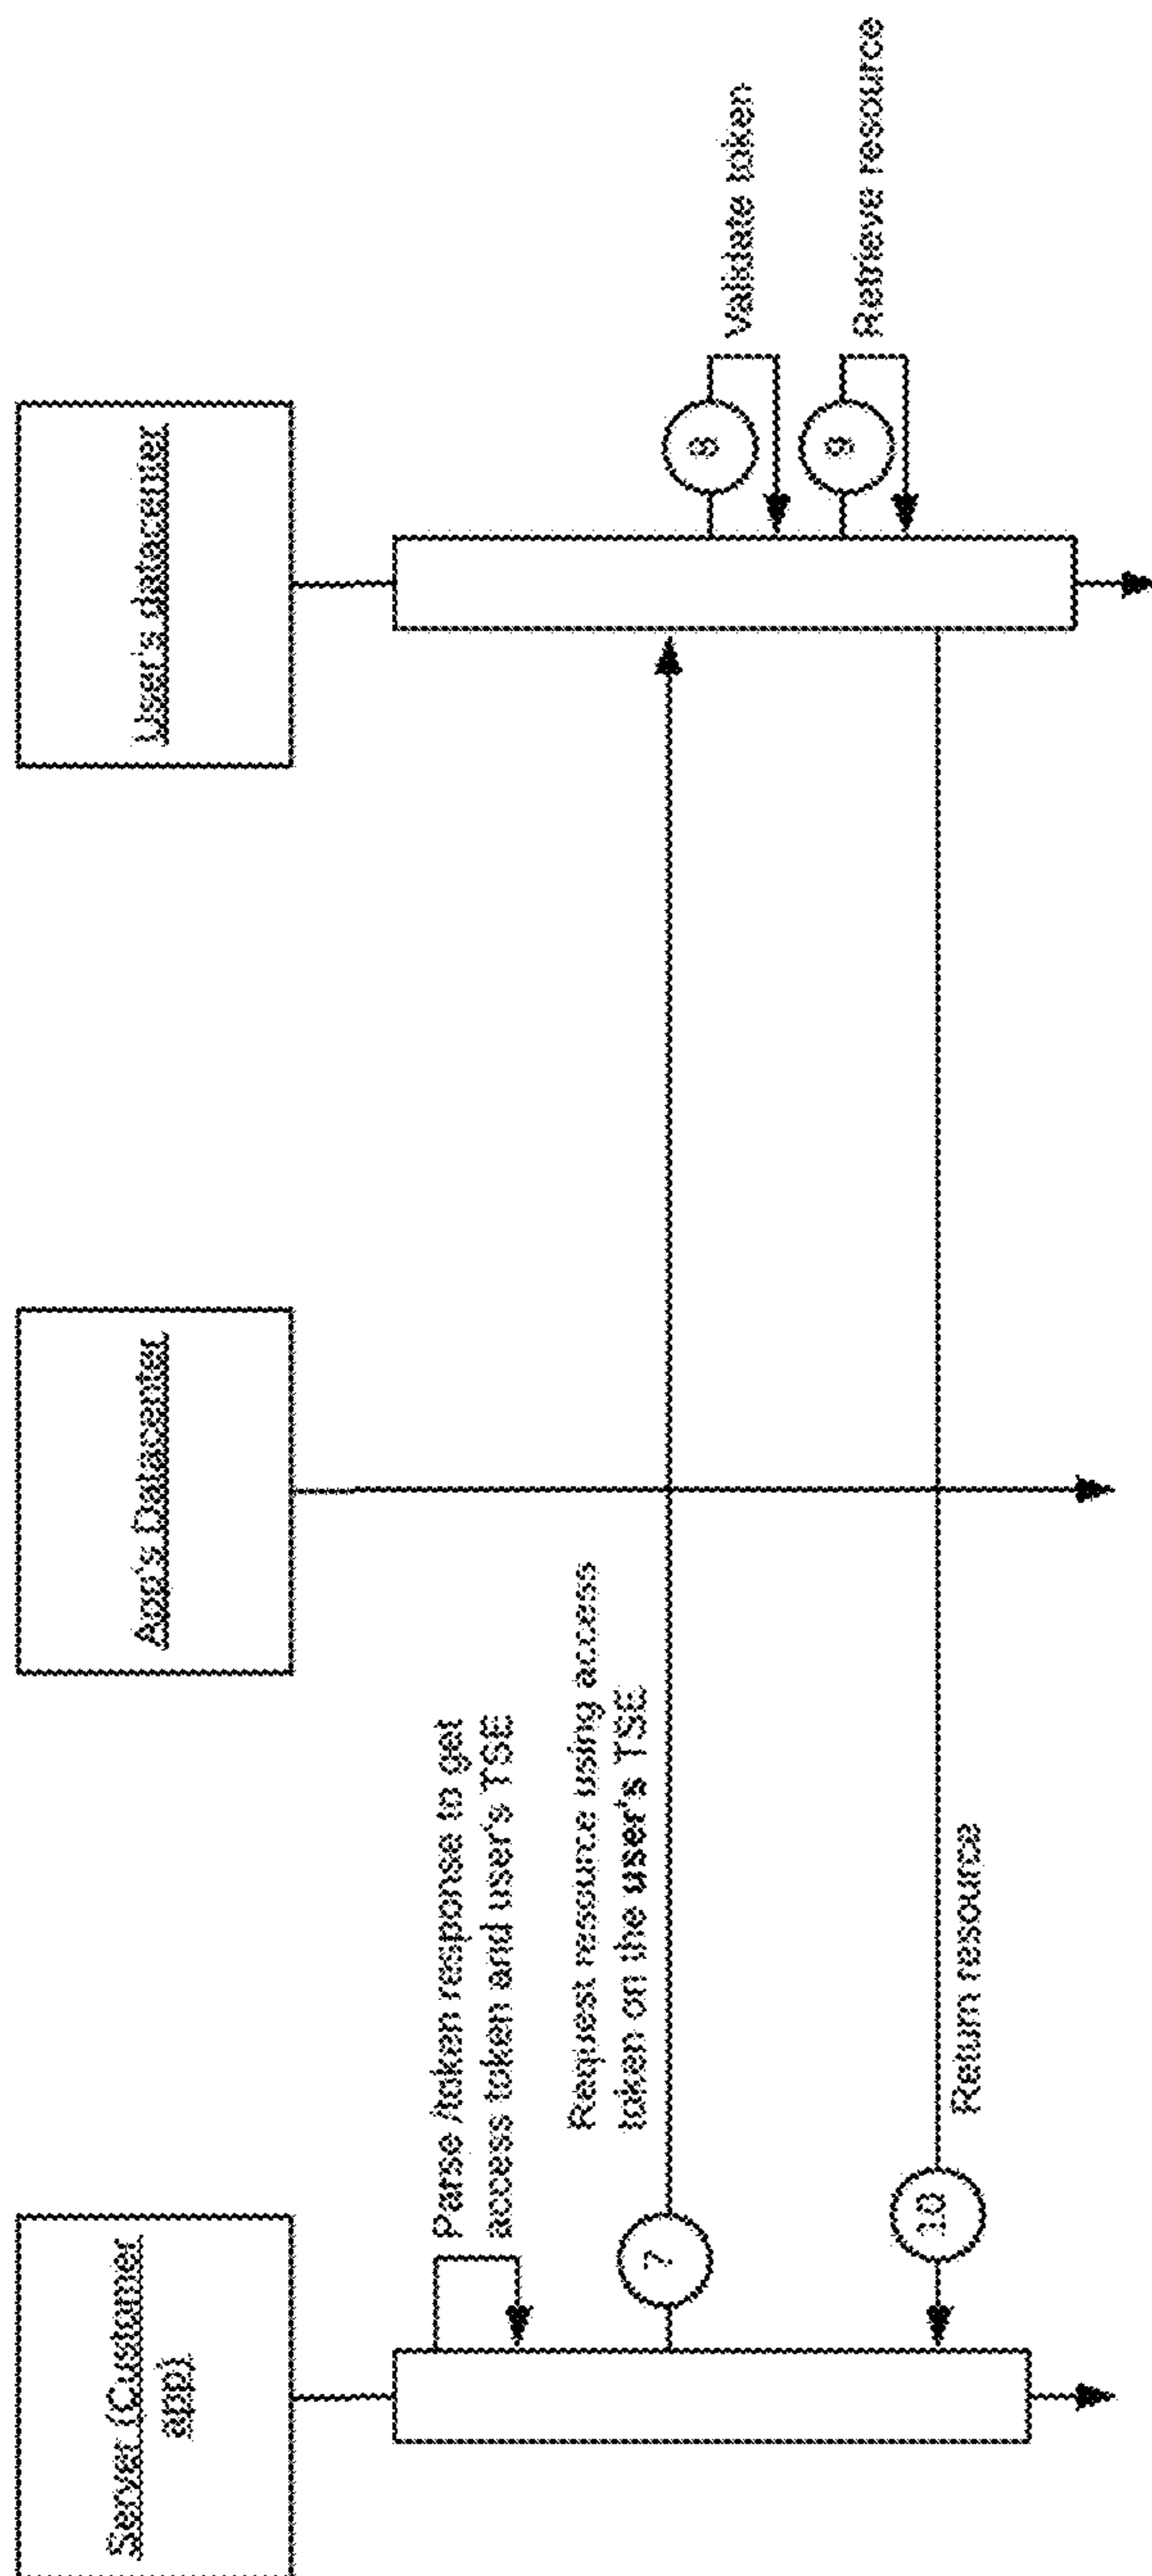 Server (Customer
app)
App's Datacenter
User's datacenter
Parse /token response to get
access token and user's TSE
Request resource using access
token on the user's TSE
7
8
Validate token
9
Retrieve resource
10
Return resource